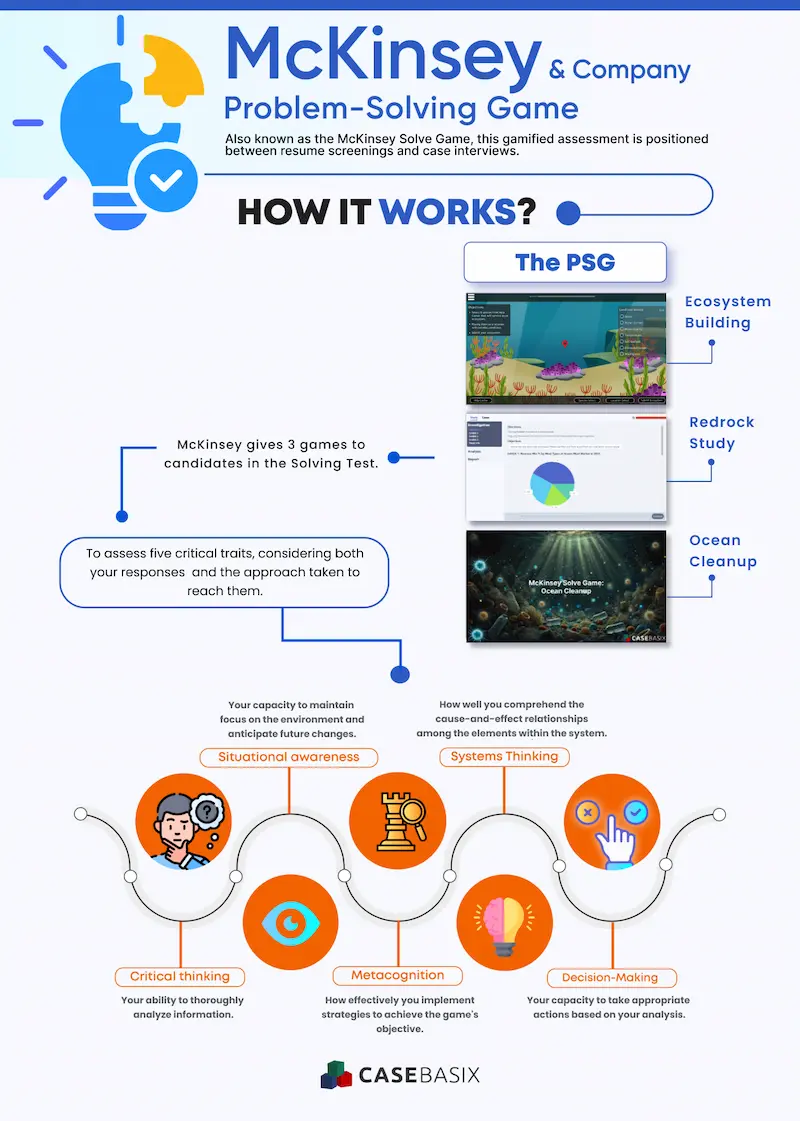 McKinsey & Company
Problem-Solving Game
Also known as the McKinsey Solve Game, this gamified assessment is positioned
between resume screenings and case interviews.
HOW IT WORKS?
The PSG
Ecosystem
Building
Redrock
Study
McKinsey gives 3 games to
candidates in the Solving Test.
Ocean
Cleanup
McKinsey Solve Game:
Ocean Cleanup
CASEBASIX
To assess five critical traits, considering both
your responses and the approach taken to
reach them.
Your capacity to maintain
focus on the environment and
anticipate future changes.
Situational awareness
How well you comprehend the
cause-and-effect relationships
among the elements within the system.
Systems Thinking
Critical thinking
Your ability to thoroughly
analyze information.
Metacognition
How effectively you implement
strategies to achieve the game's
objective.
Decision-Making
Your capacity to take appropriate
actions based on your analysis.
CASEBASIX